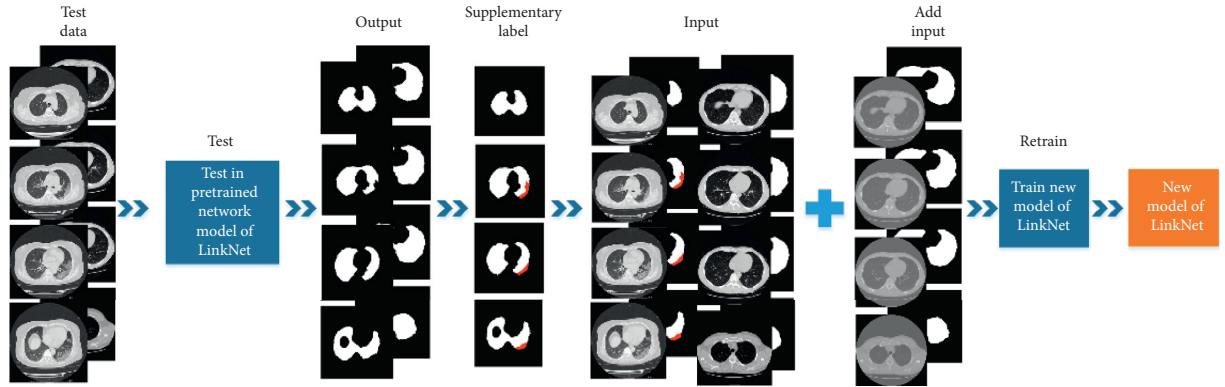 Test
data
Test
Test in
pretrained
network
model of
LinkNet
Output
Supplementary
label
Input
Add
input
Retrain
Train new
model of
LinkNet
New
model of
LinkNet